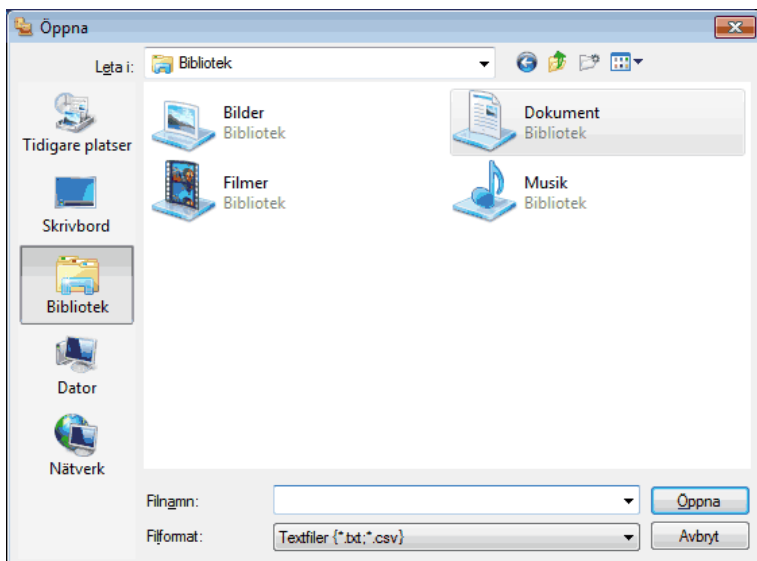 Öppna
Leta i:
Bibliotek
Tidigare platser
Skrivbord
Bibliotek
Dator
Nätverk
Bilder
Bibliotek
Dokument
Bibliotek
Filmer
Bibliotek
Musik
Bibliotek
Filnamn:
Öppna
Filformat:
Textfiler {*.txt;*.csv}
Avbryt